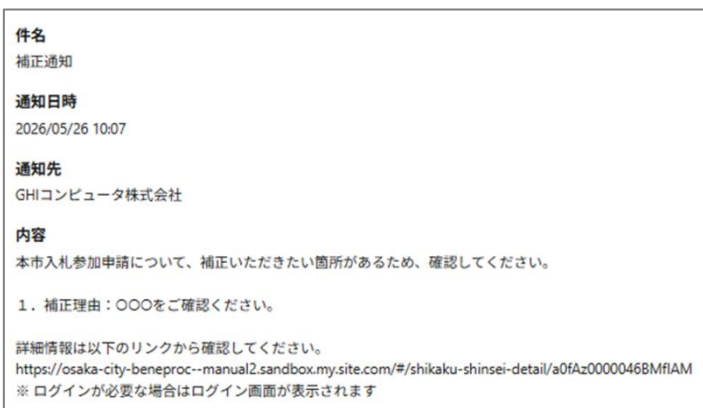 件名
補正通知
通知日時
2026/05/26 10:07
通知先
GHIコンピュータ株式会社
内容
本市入札参加申請について、補正いただきたい箇所があるため、確認してください。
１．補正理由：〇〇〇をご確認ください。
詳細情報は以下のリンクから確認してください。
https://osaka-city-beneproc--manual2.sandbox.my.site.com/#/shikaku-shinsei-detail/a0fAz0000046BMfIAM
※ ログインが必要な場合はログイン画面が表示されます